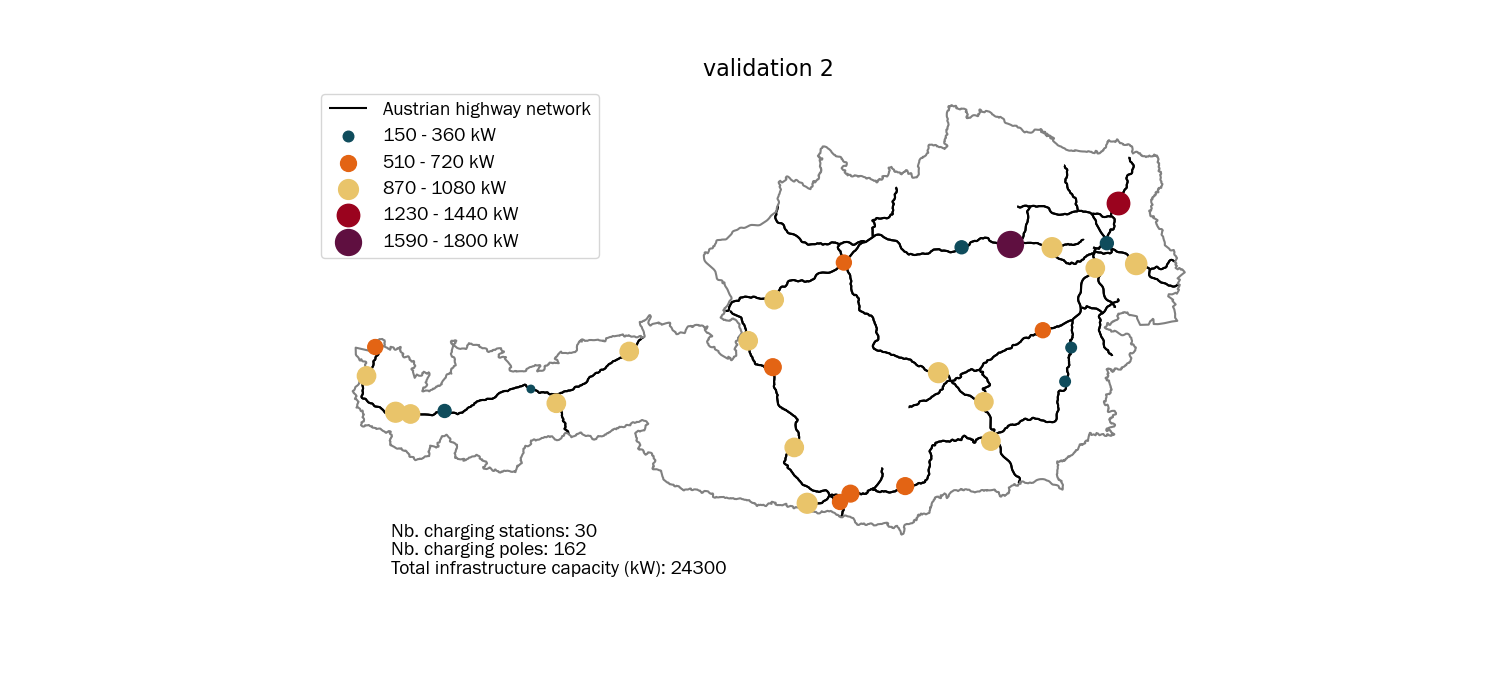 validation 2
Austrian highway network
150 - 360 kW
510 - 720 kW
870 - 1080 kW
1230 - 1440 kW
1590 - 1800 kW
Nb. charging stations: 30
Nb. charging poles: 162
Total infrastructure capacity (kW): 24300